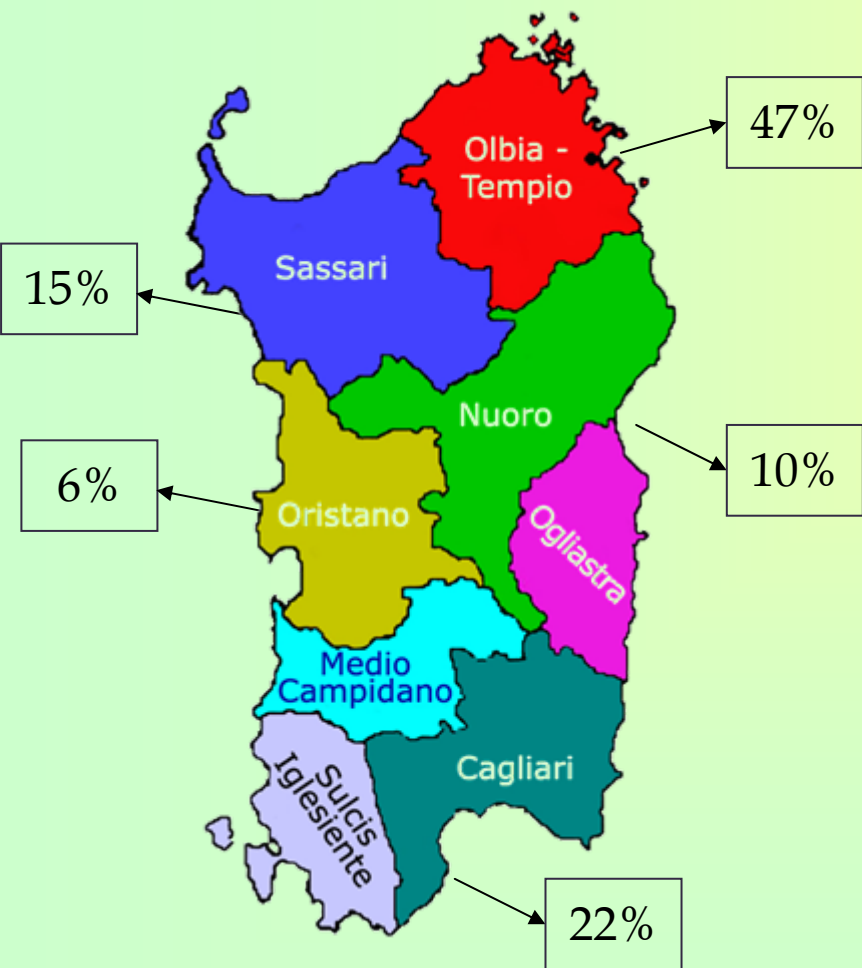 Olbia -
Tempio
47%
Sassari
15%
Nuoro
10%
6%
Oristano
Ogliastra
Medio
Campidano
Cagliari
Sulcis
Iglesiente
22%